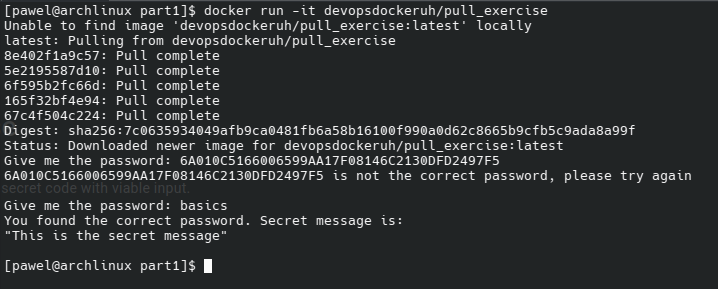 [pawel@archlinux part1]$ docker run -it devopsdockeruh/pull_exercise
Unable to find image 'devopsdockeruh/pull_exercise:latest' locally
latest: Pulling from devopsdockeruh/pull_exercise
8e402f1a9c57: Pull complete
5e2195587d10: Pull complete
6f595b2fc66d: Pull complete
165f32bf4e94: Pull complete
67c4f504c224: Pull complete
Digest: sha256:7c0635934049afb9ca0481fb6a58b16100f990a0d62c8665b9cfb5c9ada8a99f
Status: Downloaded newer image for devopsdockeruh/pull_exercise:latest
Give me the password: 6A010C5166006599AA17F08146C2130DFD2497F5
6A010C5166006599AA17F08146C2130DFD2497F5 is not the correct password, please try again
secret code with viable input.
Give me the password: basics
You found the correct password. Secret message is:
"This is the secret message"
[pawel@archlinux part1]$